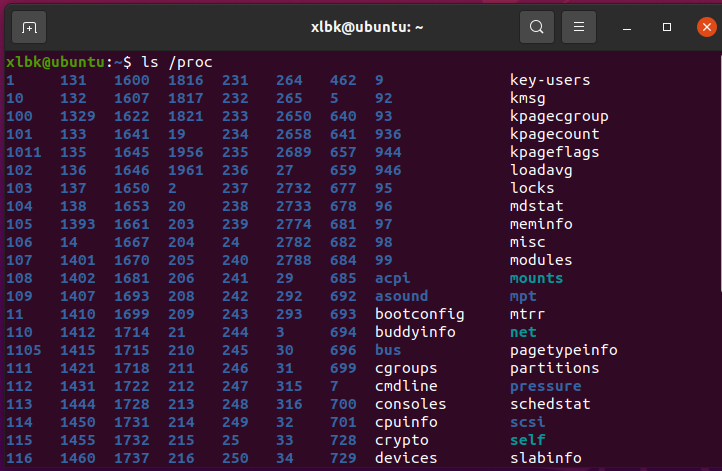 xlbk@ubuntu: ~
xlbk@ubuntu:~$ ls /proc
1 131 1600 1816 231 264 462 9 key-users
10 132 1607 1817 232 265 5 92 kmsg
100 1329 1622 1821 233 2650 640 93 kpagecgroup
101 133 1641 19 234 2658 641 936 kpagecount
1011 135 1645 1956 235 2689 657 944 kpageflags
102 136 1646 1961 236 27 659 946 loadavg
103 137 1650 2 237 2732 677 95 locks
104 138 1653 20 238 2733 678 96 mdstat
105 1393 1661 203 239 2774 681 97 meminfo
106 14 1667 204 24 2782 682 98 misc
107 1401 1670 205 240 2788 684 99 modules
108 1402 1681 206 241 29 685 acpi mounts
109 1407 1693 208 242 292 692 asound mpt
11 1410 1699 209 243 293 693 bootconfig mtrr
110 1412 1714 21 244 3 694 buddyinfo net
1105 1415 1715 210 245 30 696 bus pagetypeinfo
111 1421 1718 211 246 31 699 cgroups partitions
112 1431 1722 212 247 315 7 cmdline pressure
113 1444 1728 213 248 316 700 consoles schedstat
114 1450 1731 214 249 32 701 cpuinfo scsi
115 1455 1732 215 25 33 728 crypto self
116 1460 1737 216 250 34 729 devices slabinfo